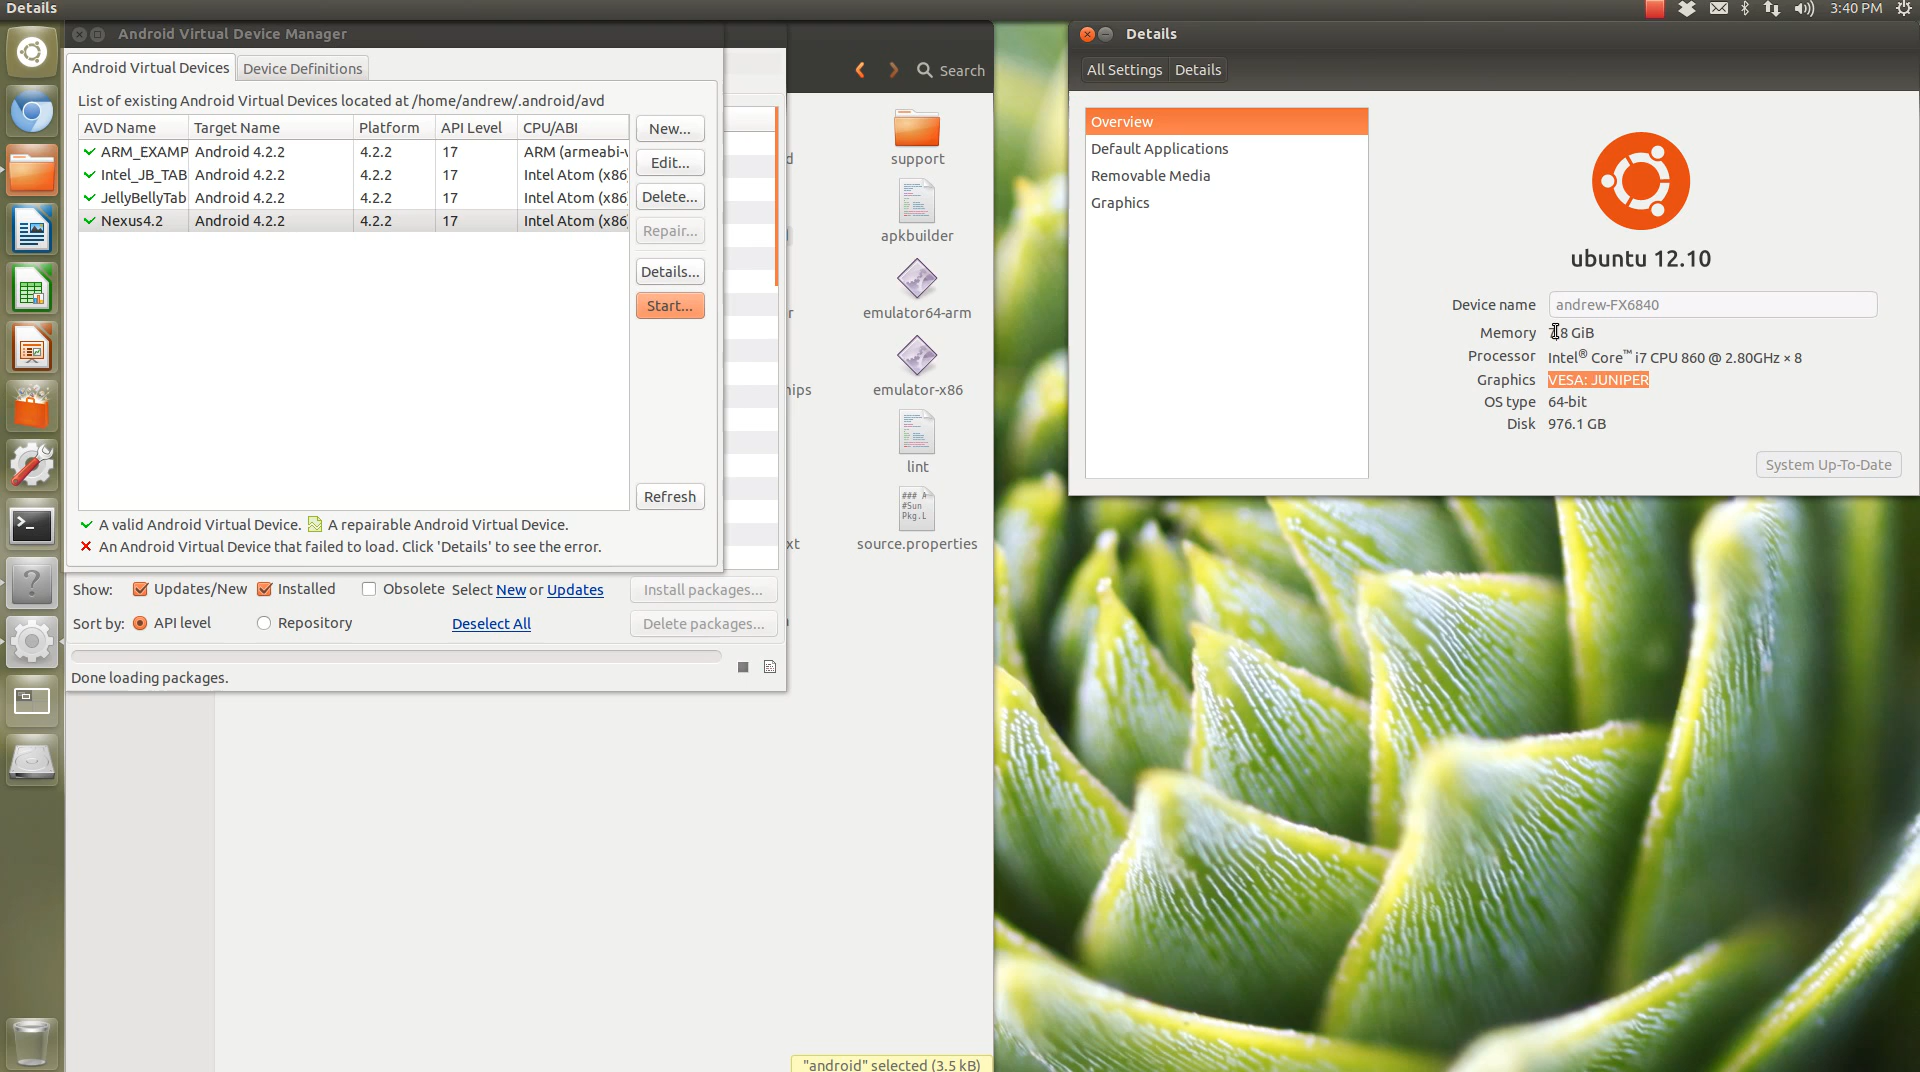 Details
3:40 PM
Android Virtual Device Manager
Android Virtual Devices
Device Definitions
List of existing Android Virtual Devices located at /home/andrew/.android/avd
AVD Name Target Name Platform API Level CPU/ABI
ARM_EXAMP Android 4.2.2 4.2.2 17 ARM (armeabi-v
Intel_JB_TAB Android 4.2.2 4.2.2 17 Intel Atom (x86
JellyBellyTab Android 4.2.2 4.2.2 17 Intel Atom (x86
Nexus4.2 Android 4.2.2 4.2.2 17 Intel Atom (x86
New...
Edit...
Delete...
Repair...
Details...
Start...
Refresh
A valid Android Virtual Device. A repairable Android Virtual Device.
An Android Virtual Device that failed to load. Click 'Details' to see the error.
Show: Updates/New Installed Obsolete Select New or Updates Install packages...
Sort by: API level Repository Deselect All Delete packages...
Done loading packages.
Search
support
apkbuilder
emulator64-arm
emulator-x86
lint
### A
#Sun
Pkg.L
source.properties
"android" selected (3.5 kB)
Details
All Settings Details
Overview
Default Applications
Removable Media
Graphics
ubuntu 12.10
Device name andrew-FX6840
Memory 7.8 GiB
Processor Intel® Core™ i7 CPU 860 @ 2.80GHz × 8
Graphics VESA: JUNIPER
OS type 64-bit
Disk 976.1 GB
System Up-To-Date